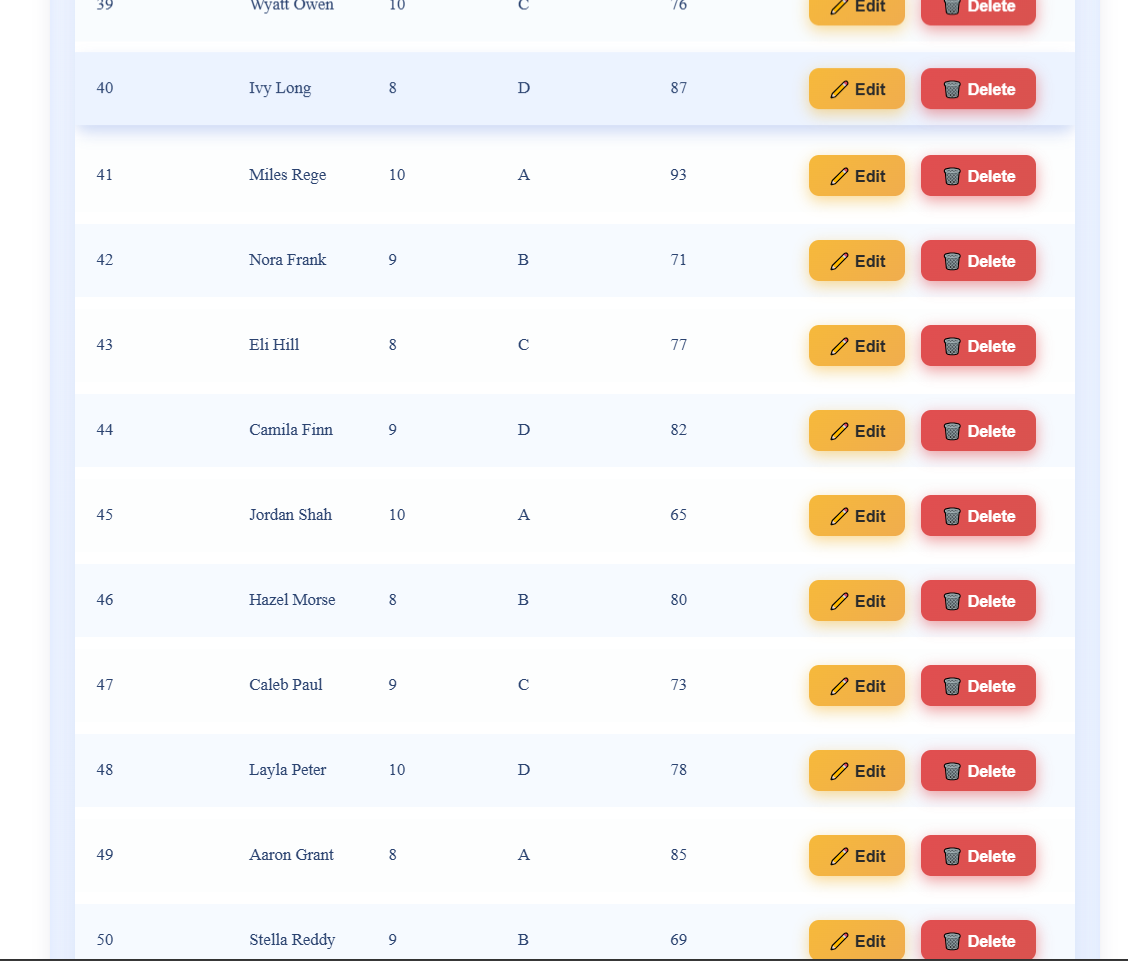 39 Wyatt Owen 10 C 76 Edit Delete
40 Ivy Long 8 D 87 Edit Delete
41 Miles Rege 10 A 93 Edit Delete
42 Nora Frank 9 B 71 Edit Delete
43 Eli Hill 8 C 77 Edit Delete
44 Camila Finn 9 D 82 Edit Delete
45 Jordan Shah 10 A 65 Edit Delete
46 Hazel Morse 8 B 80 Edit Delete
47 Caleb Paul 9 C 73 Edit Delete
48 Layla Peter 10 D 78 Edit Delete
49 Aaron Grant 8 A 85 Edit Delete
50 Stella Reddy 9 B 69 Edit Delete